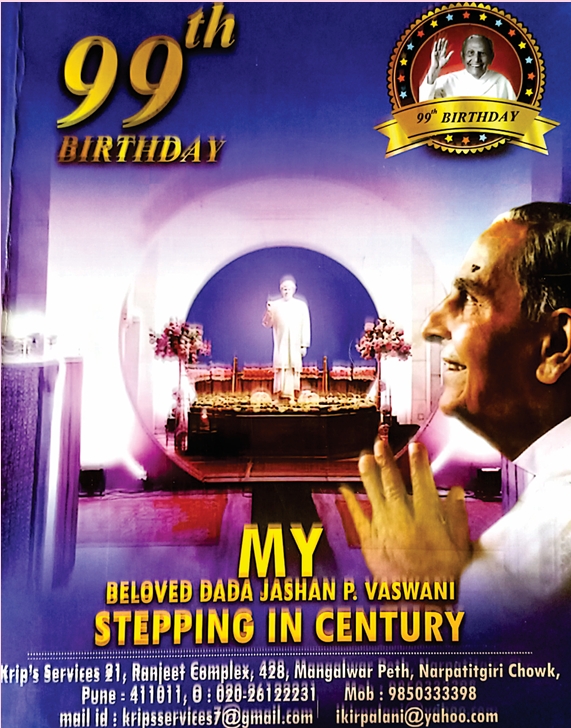 99th
BIRTHDAY
99th BIRTHDAY
MY
BELOVED DADA JASHAN P. VASWANI
STEPPING IN CENTURY
Krip's Services 21, Ranjeet Complex, 428, Mangalwar Peth, Narpatitgiri Chowk,
Pune : 411011, O : 020-26122231 Mob : 9850333398
mail id : kripsservices7@gmail.com ikirpalani@yahoo.com